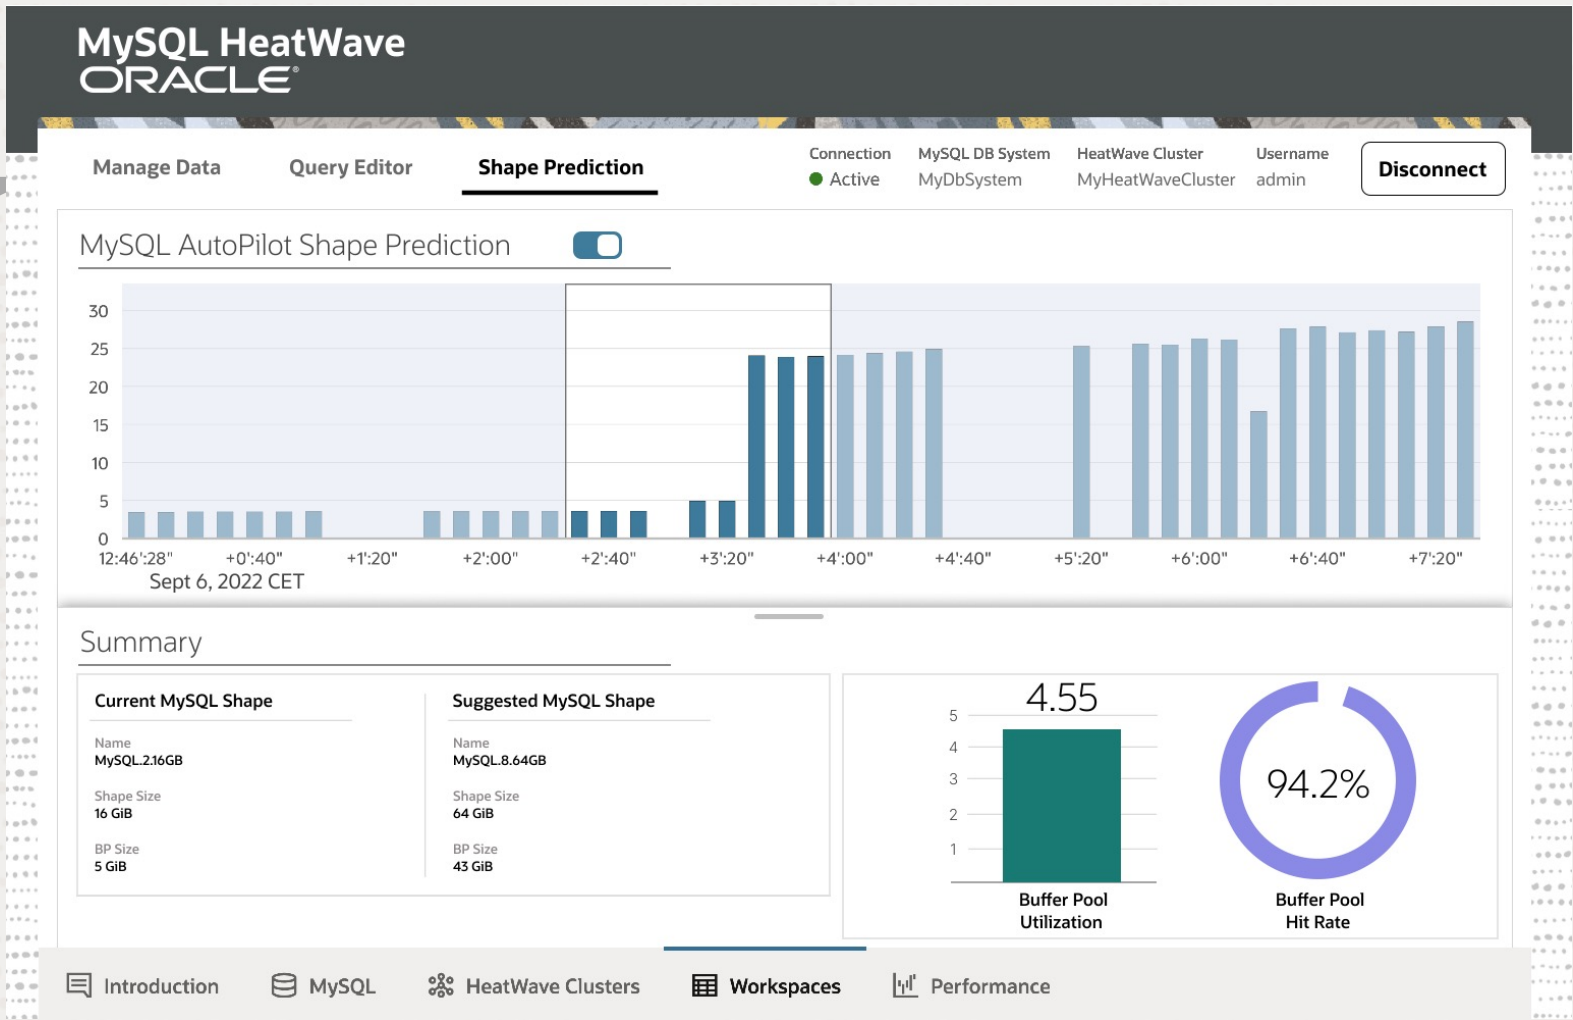 MySQL HeatWave
ORACLE®
Manage Data
Query Editor
Shape Prediction
Connection
Active
MySQL DB System
MyDbSystem
HeatWave Cluster
MyHeatWaveCluster
Username
admin
Disconnect
MySQL AutoPilot Shape Prediction
30
25
20
15
10
5
0
12:46':28" +0':40" +1':20" +2':00" +2':40" +3':20" +4':00" +4':40" +5':20" +6':00" +6':40" +7':20"
Sept 6, 2022 CET
Summary
Current MySQL Shape
Name
MySQL.2.16GB
Shape Size
16 GiB
BP Size
5 GiB
Suggested MySQL Shape
Name
MySQL.8.64GB
Shape Size
64 GiB
BP Size
43 GiB
4.55
5
4
3
2
1
Buffer Pool
Utilization
94.2%
Buffer Pool
Hit Rate
Introduction
MySQL
HeatWave Clusters
Workspaces
Performance